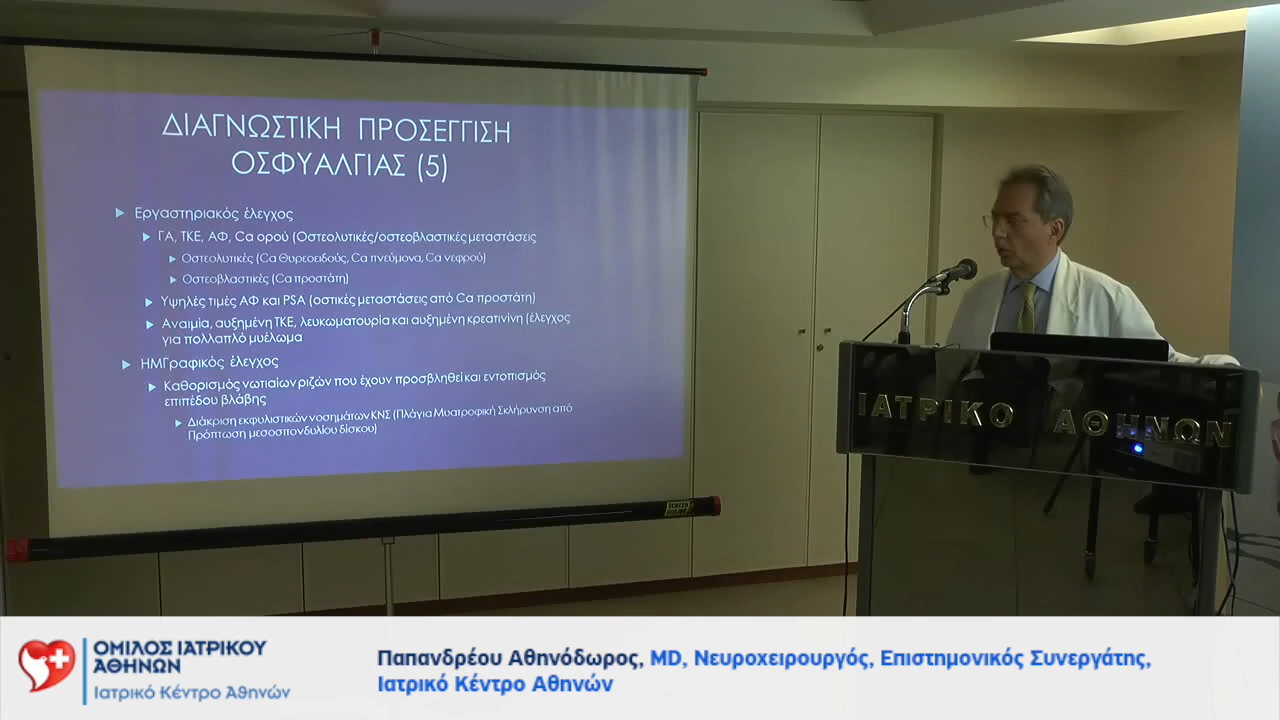 ΔΙΑΓΝΩΣΤΙΚΗ ΠΡΟΣΕΓΓΙΣΗ
ΟΣΦΥΑΛΓΙΑΣ (5)
Εργαστηριακός έλεγχος
ΓΑ, ΤΚΕ, ΑΦ, Ca ορού (Οστεολυτικές/οστεοβλαστικές μεταστάσεις
Οστεολυτικές (Ca Θυρεοειδούς, Ca πνεύμονα, Ca νεφρού)
Οστεοβλαστικές (Ca προστάτη)
Υψηλές τιμές ΑΦ και PSA (οστικές μεταστάσεις από Ca προστάτη)
Αναιμία, αυξημένη ΤΚΕ, λευκωματουρία και αυξημένη κρεατινίνη (έλεγχος
για πολλαπλό μυέλωμα
ΗΜΓραφικός έλεγχος
Καθορισμός νωτιαίων ριζών που έχουν προσβληθεί και εντοπισμός
επιπέδου βλάβης
Διάκριση εκφυλιστικών νοσημάτων ΚΝΣ (Πλάγια Μυατροφική Σκλήρυνση από
Πρόπτωση μεσοσπονδυλίου δίσκου)
ΙΑΤΡΙΚΟ ΑΘΗΝΩΝ
ΟΜΙΛΟΣ ΙΑΤΡΙΚΟΥ
ΑΘΗΝΩΝ
Ιατρικό Κέντρο Αθηνών
Παπανδρέου Αθηνόδωρος, MD, Νευροχειρουργός, Επιστημονικός Συνεργάτης,
Ιατρικό Κέντρο Αθηνών